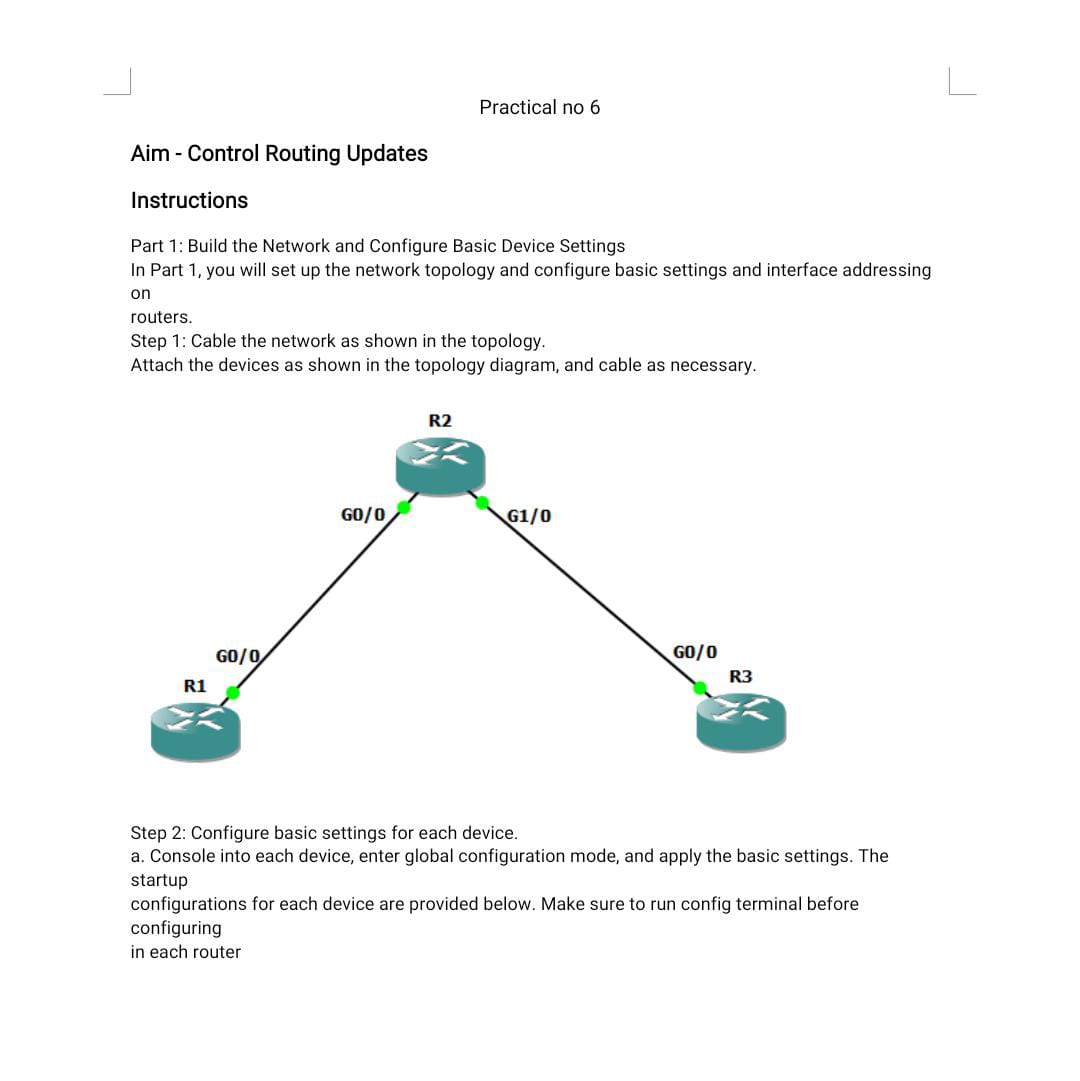 Practical no 6
Aim - Control Routing Updates
Instructions
Part 1: Build the Network and Configure Basic Device Settings
In Part 1, you will set up the network topology and configure basic settings and interface addressing
on
routers.
Step 1: Cable the network as shown in the topology.
Attach the devices as shown in the topology diagram, and cable as necessary.
R2
G0/0
G1/0
G0/0
R1
G0/0
R3
Step 2: Configure basic settings for each device.
a. Console into each device, enter global configuration mode, and apply the basic settings. The
startup
configurations for each device are provided below. Make sure to run config terminal before
configuring
in each router